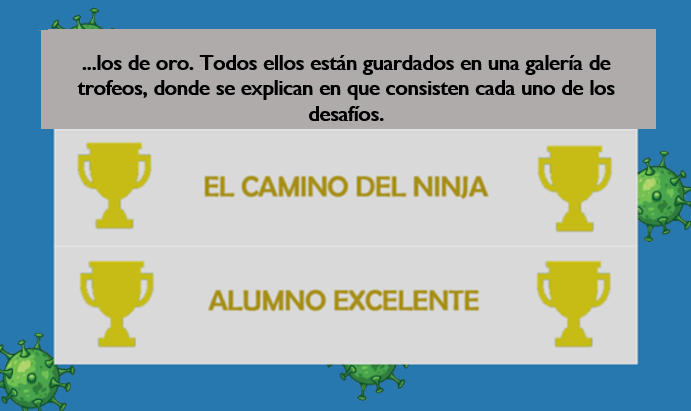 ...los de oro. Todos ellos están guardados en una galería de
trofeos, donde se explican en que consisten cada uno de los
desafíos.
EL CAMINO DEL NINJA
ALUMNO EXCELENTE